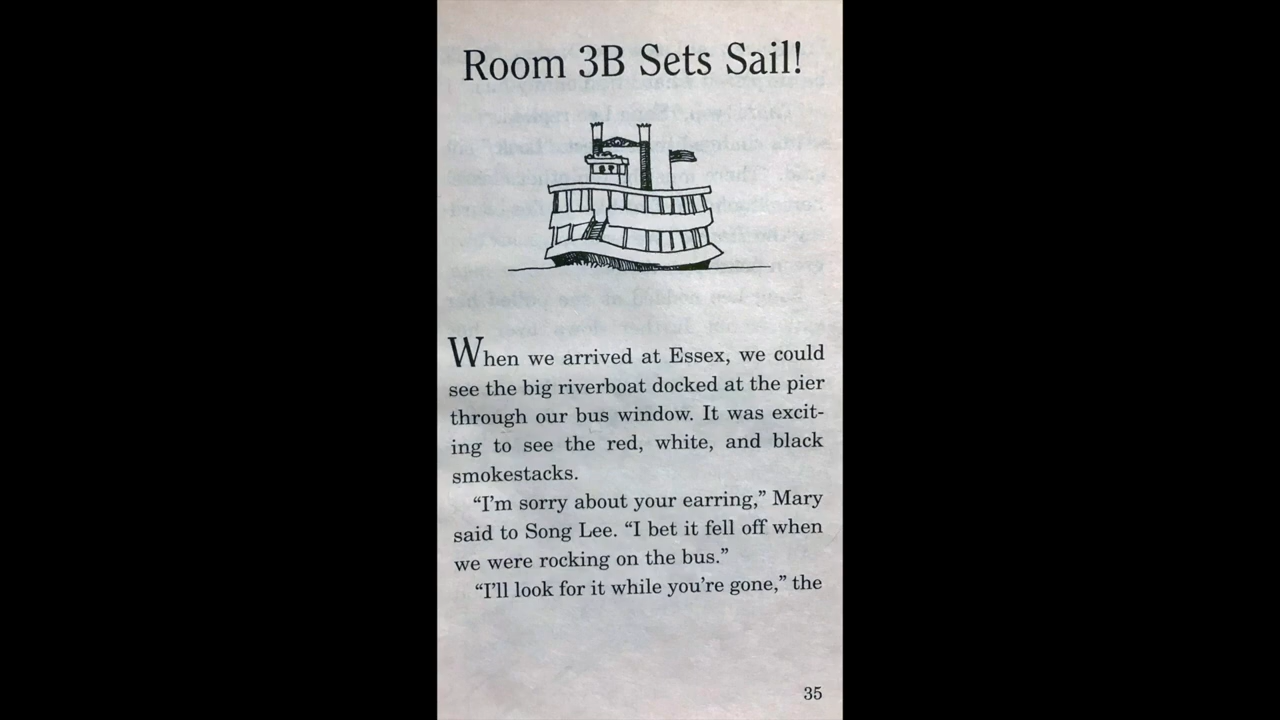 Room 3B Sets Sail!
When we arrived at Essex, we could
see the big riverboat docked at the pier
through our bus window. It was excit-
ing to see the red, white, and black
smokestacks.
“I’m sorry about your earring,” Mary
said to Song Lee. “I bet it fell off when
we were rocking on the bus.”
“I’ll look for it while you’re gone,” the
35